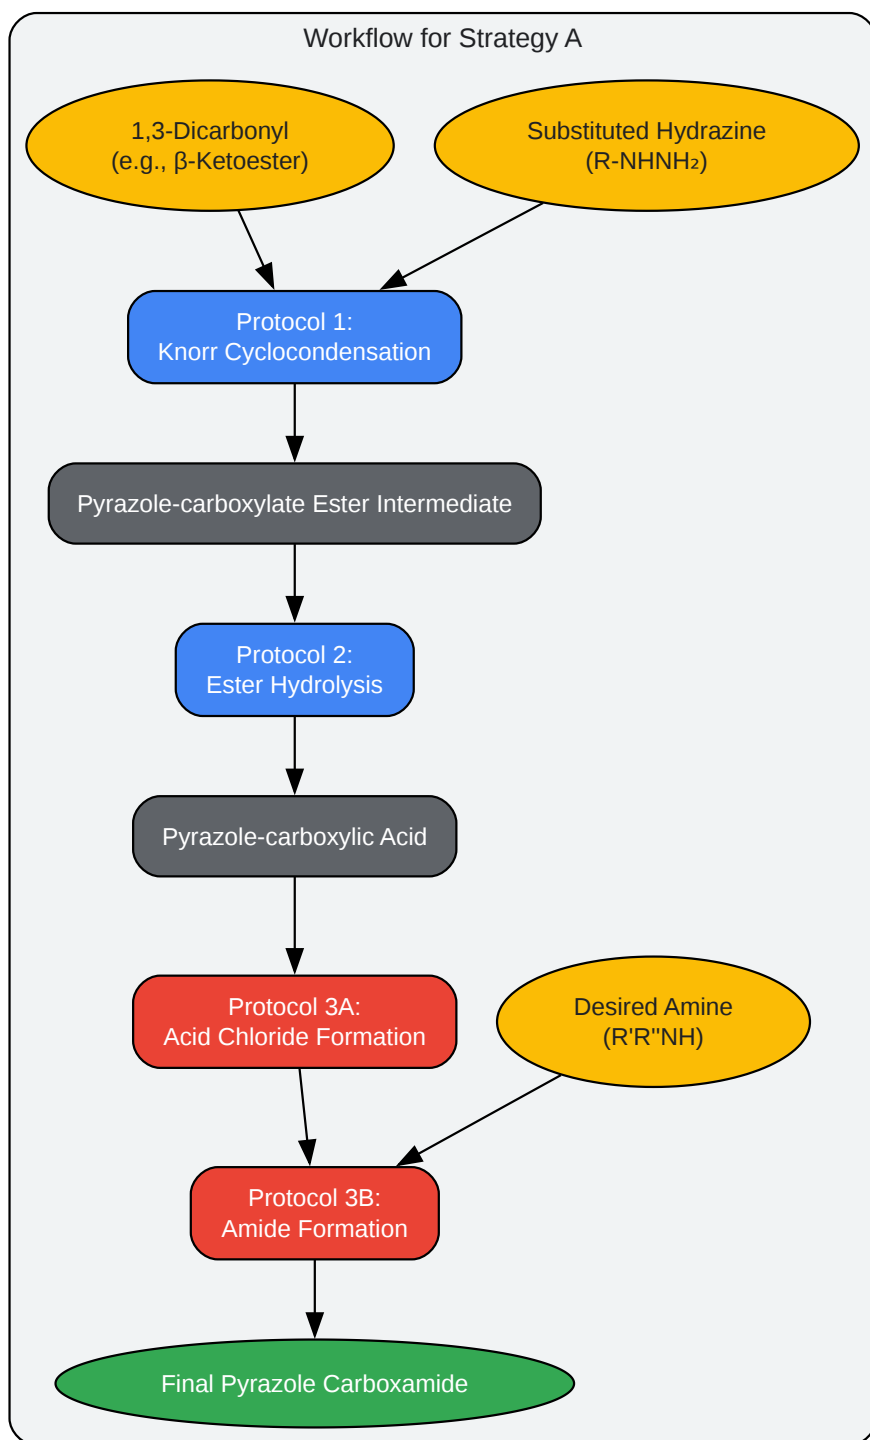 Workflow for Strategy A
1,3-Dicarbonyl
(e.g., β-Ketoester)
Substituted Hydrazine
(R-NHNH₂)
Protocol 1:
Knorr Cyclocondensation
Pyrazole-carboxylate Ester Intermediate
Protocol 2:
Ester Hydrolysis
Pyrazole-carboxylic Acid
Protocol 3A:
Acid Chloride Formation
Desired Amine
(R'R"NH)
Protocol 3B:
Amide Formation
Final Pyrazole Carboxamide